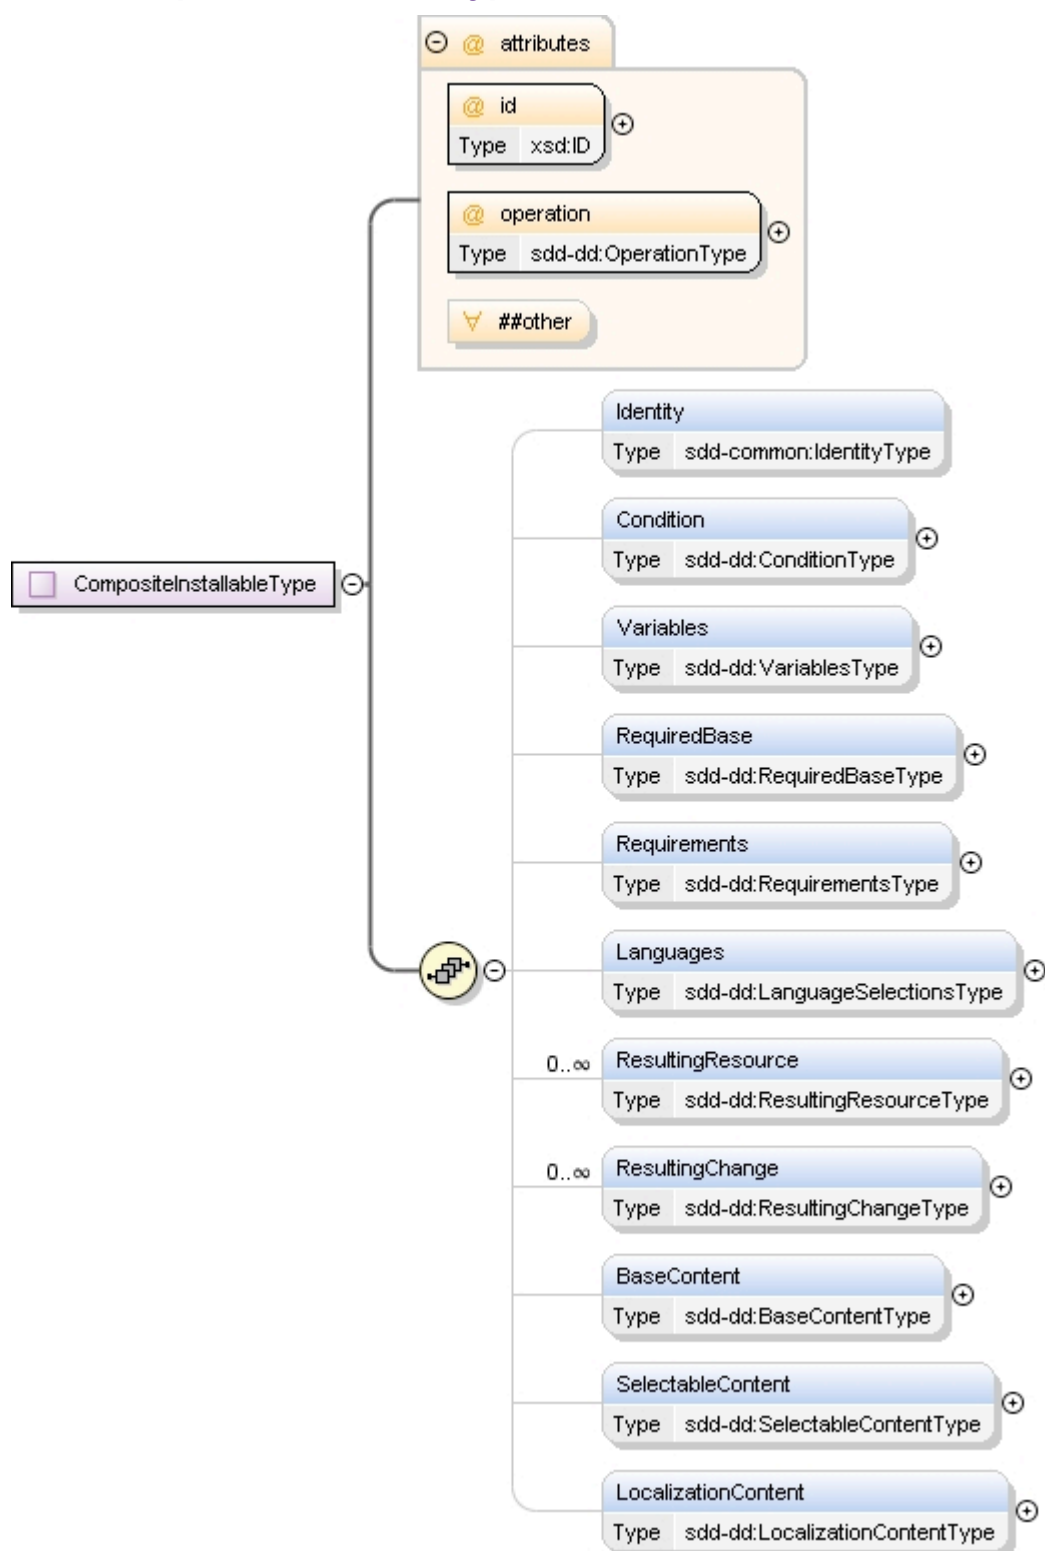 @ attributes
@ id
Type xsd:ID
@ operation
Type sdd-dd:OperationType
∀ ##other
Identity
Type sdd-common:IdentityType
Condition
Type sdd-dd:ConditionType
CompositeInstallableType
Variables
Type sdd-dd:VariablesType
RequiredBase
Type sdd-dd:RequiredBaseType
Requirements
Type sdd-dd:RequirementsType
Languages
Type sdd-dd:LanguageSelectionsType
0..∞ ResultingResource
Type sdd-dd:ResultingResourceType
0..∞ ResultingChange
Type sdd-dd:ResultingChangeType
BaseContent
Type sdd-dd:BaseContentType
SelectableContent
Type sdd-dd:SelectableContentType
LocalizationContent
Type sdd-dd:LocalizationContentType